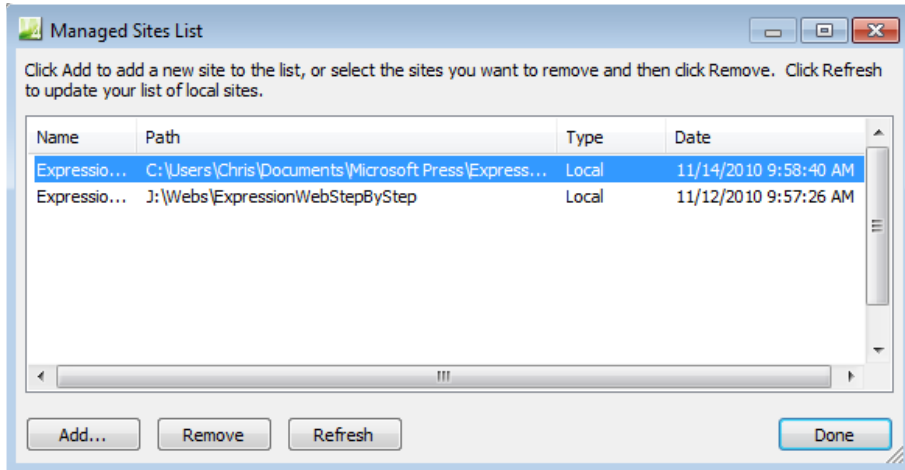 Managed Sites List
Click Add to add a new site to the list, or select the sites you want to remove and then click Remove.  Click Refresh
to update your list of local sites.
Name Path Type Date
Expressio... C:\Users\Chris\Documents\Microsoft Press\Express... Local 11/14/2010 9:58:40 AM
Expressio... J:\Webs\ExpressionWebStepByStep Local 11/12/2010 9:57:26 AM
Add... Remove Refresh Done